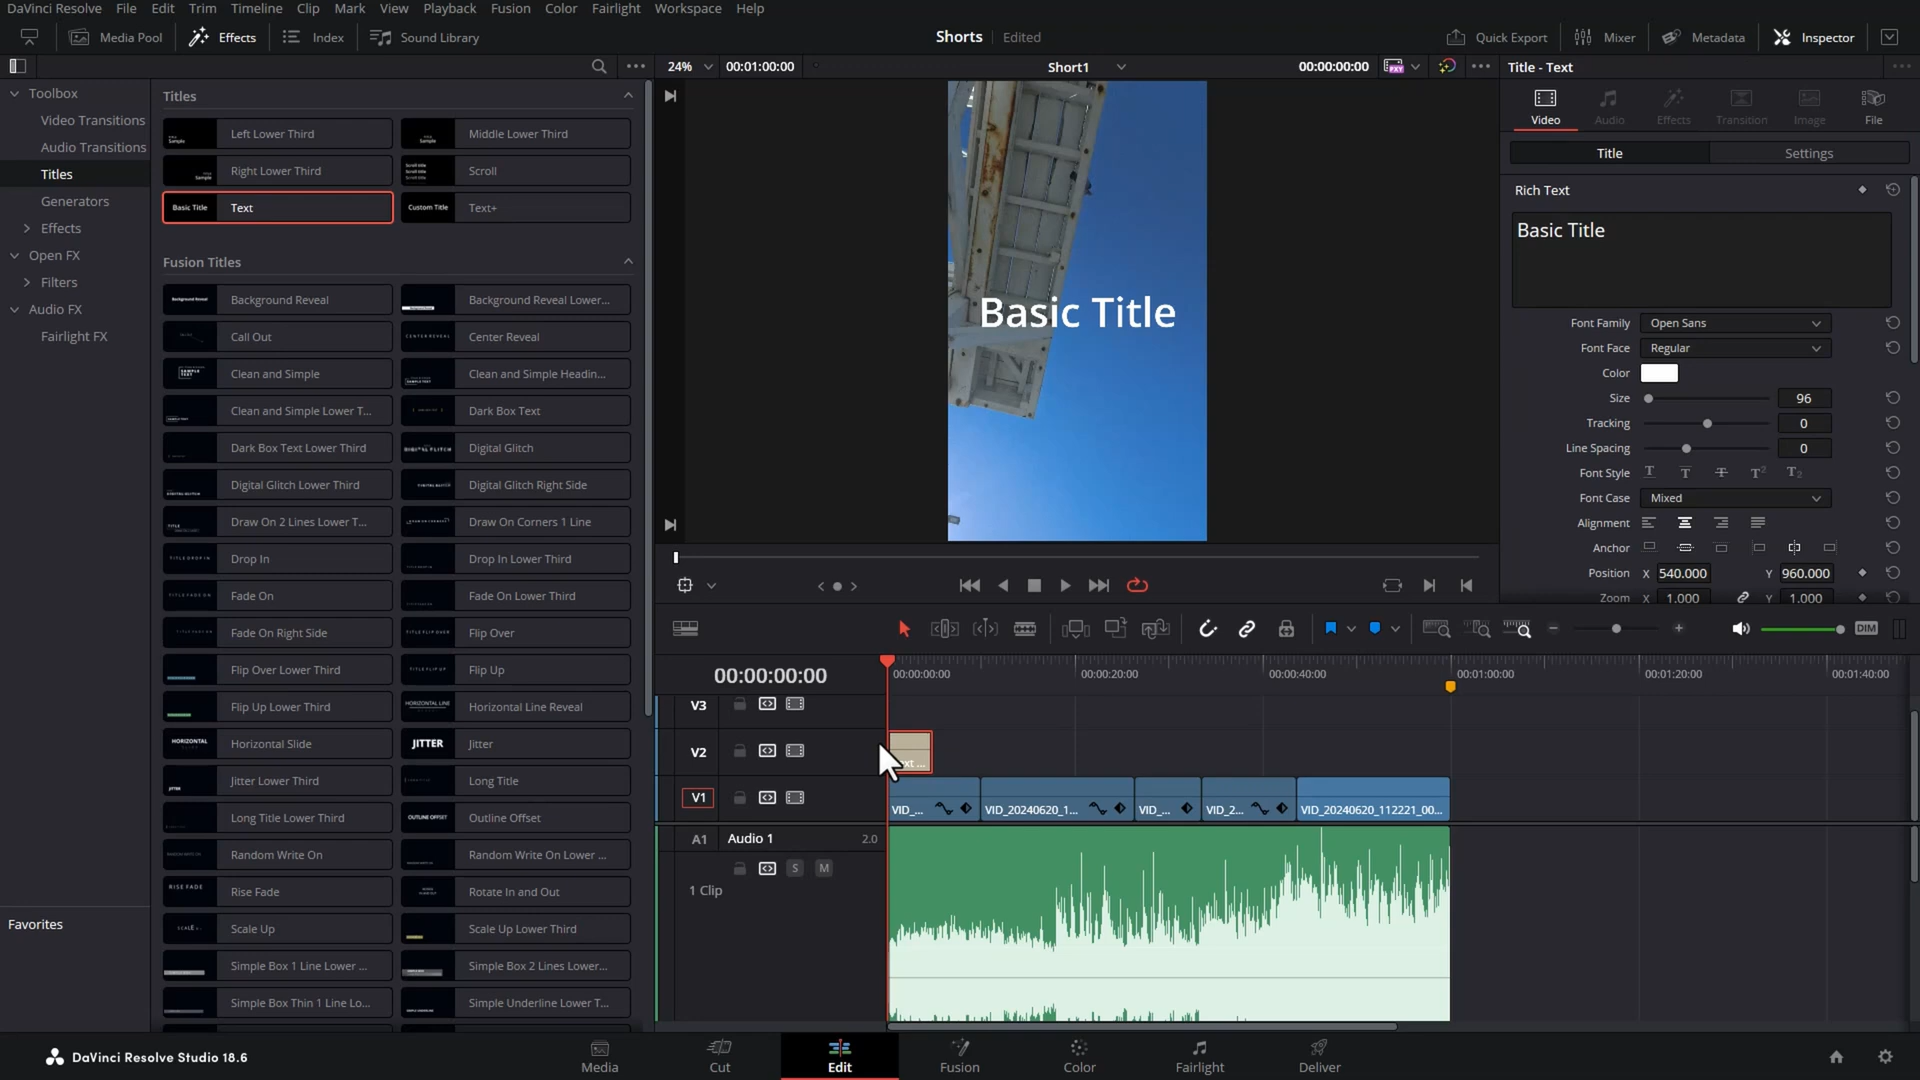 DaVinci Resolve File Edit Trim Timeline Clip Mark View Playback Fusion Color Fairlight Workspace Help
Media Pool Effects Index Sound Library Shorts Edited Quick Export Mixer Metadata Inspector
24% 00:01:00:00 Short1 00:00:00:00 Title - Text
Toolbox
Video Transitions
Audio Transitions
Titles
Generators
Effects
Open FX
Filters
Audio FX
Fairlight FX
Favorites
Titles
Left Lower Third Middle Lower Third
Right Lower Third Scroll
Basic Title Text Custom Title Text+
Fusion Titles
Background Reveal Background Reveal Lower...
Call Out Center Reveal
Clean and Simple Clean and Simple Headin...
Clean and Simple Lower T... Dark Box Text
Dark Box Text Lower Third Digital Glitch
Digital Glitch Lower Third Digital Glitch Right Side
Draw On 2 Lines Lower T... Draw On Corners 1 Line
Drop In Drop In Lower Third
Fade On Fade On Lower Third
Fade On Right Side Flip Over
Flip Over Lower Third Flip Up
Flip Up Lower Third Horizontal Line Reveal
HORIZONTAL Horizontal Slide JITTER Jitter
Jitter Lower Third Long Title
Long Title Lower Third OUTLINE OFFSET Outline Offset
Random Write On Random Write On Lower ...
RISE FADE Rise Fade Rotate In and Out
Scale Up Scale Up Lower Third
Simple Box 1 Line Lower ... Simple Box 2 Lines Lower...
Simple Box Thin 1 Line Lo... Simple Underline Lower T...
Basic Title
Video Audio Effects Transition Image File
Title Settings
Rich Text
Basic Title
Font Family Open Sans
Font Face Regular
Color
Size 96
Tracking 0
Line Spacing 0
Font Style T T T T² T₂
Font Case Mixed
Alignment
Anchor
Position X 540.000 Y 960.000
Zoom X 1.000 Y 1.000
DIM
00:00:00:00 00:00:00:00 00:00:20:00 00:00:40:00 00:01:00:00 00:01:20:00 00:01:40:00
V3
V2
V1 VID_... VID_20240620_1... VID_... VID_2... VID_20240620_112221_00...
A1 Audio 1 2.0
S M
1 Clip
DaVinci Resolve Studio 18.6
Media Cut Edit Fusion Color Fairlight Deliver